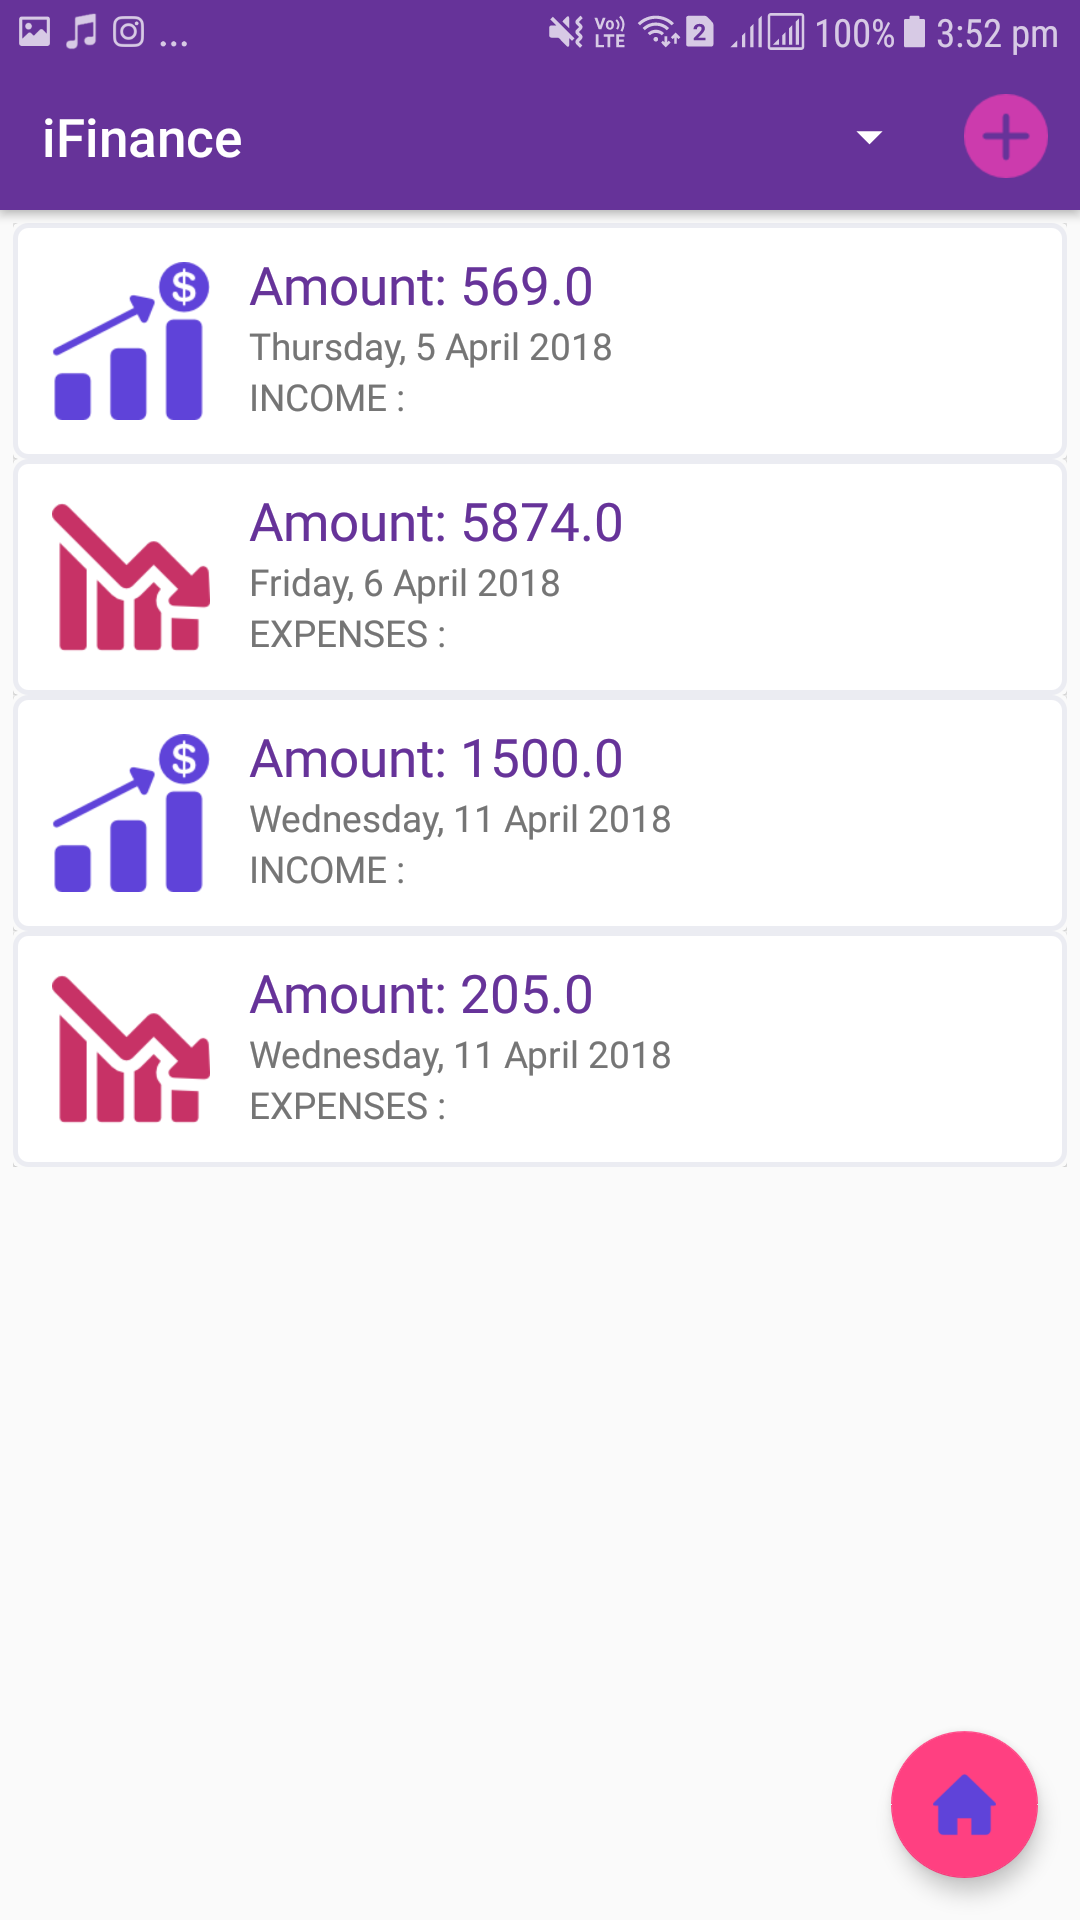 ... Vo)) LTE 2 100% 3:52 pm
iFinance
$
Amount: 569.0
Thursday, 5 April 2018
INCOME :
Amount: 5874.0
Friday, 6 April 2018
EXPENSES :
$
Amount: 1500.0
Wednesday, 11 April 2018
INCOME :
Amount: 205.0
Wednesday, 11 April 2018
EXPENSES :